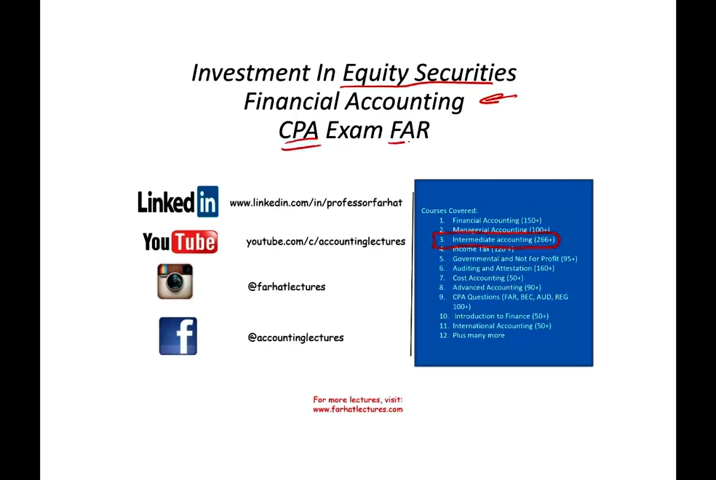 Investment In Equity Securities
Financial Accounting
CPA Exam FAR
Linked in
www.linkedin.com/in/professorfarhat
You Tube
youtube.com/c/accountinglectures
@farhatlectures
f
@accountinglectures
Courses Covered:
1. Financial Accounting (150+)
2. Managerial Accounting (100+)
3. Intermediate accounting (266+)
4. Income Tax (120+)
5. Governmental and Not For Profit (95+)
6. Auditing and Attestation (160+)
7. Cost Accounting (50+)
8. Advanced Accounting (90+)
9. CPA Questions (FAR, BEC, AUD, REG
100+)
10. Introduction to Finance (50+)
11. International Accounting (50+)
12. Plus many more
For more lectures, visit:
www.farhatlectures.com